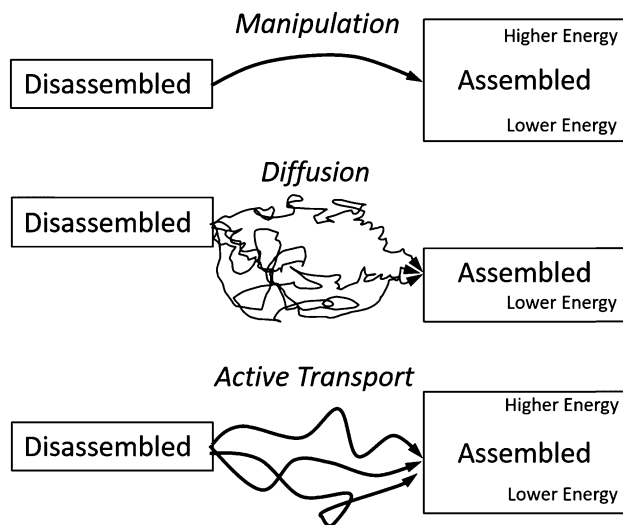 Manipulation
Higher Energy
Disassembled
Assembled
Lower Energy
Diffusion
Disassembled
Assembled
Lower Energy
Active Transport
Higher Energy
Disassembled
Assembled
Lower Energy